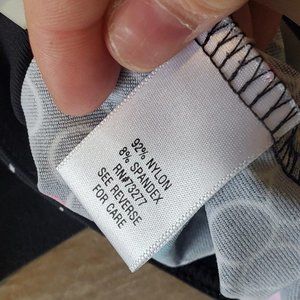 92% NYLON
8% SPANDEX
RN#73277
SEE REVERSE
FOR CARE